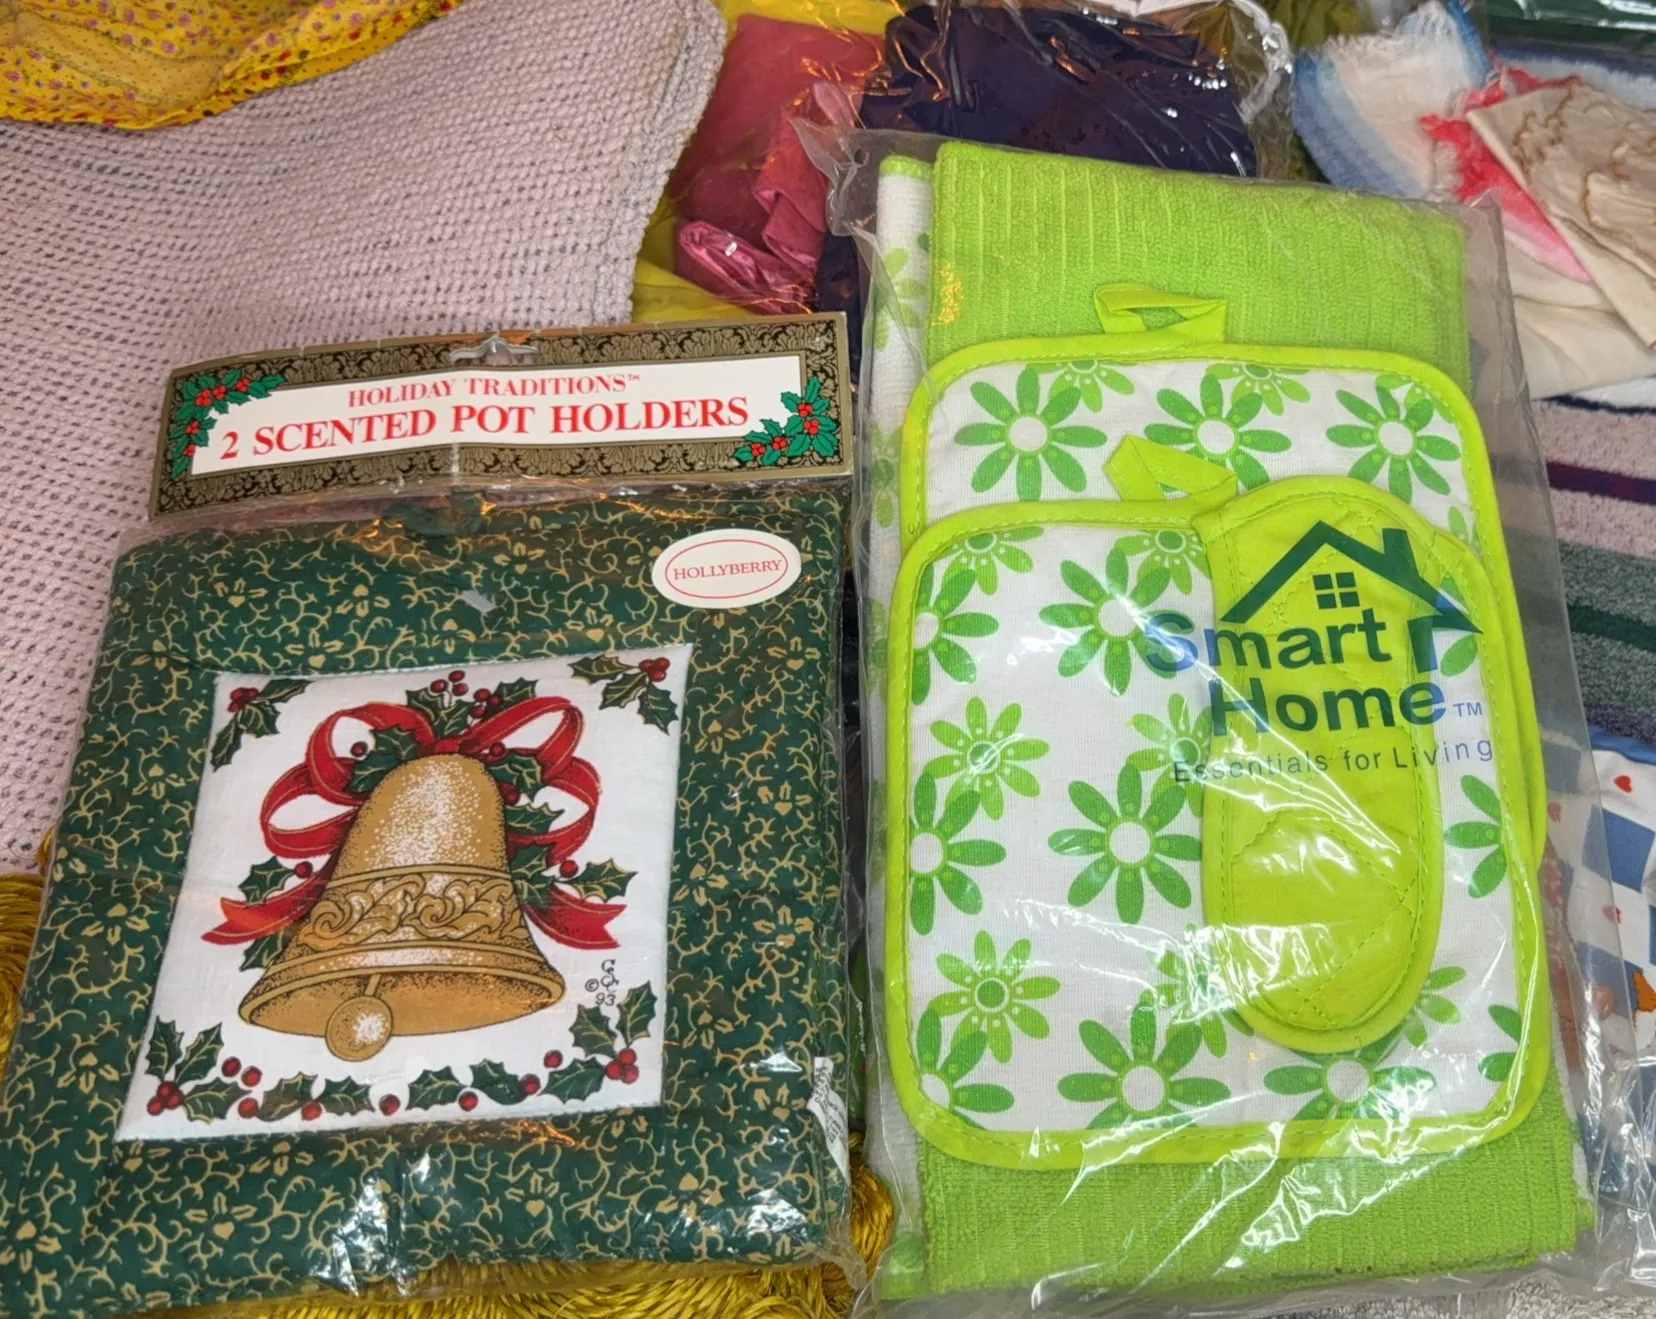 HOLIDAY TRADITIONS™
2 SCENTED POT HOLDERS
HOLLYBERRY
©
93
Smart
Home™
Essentials for Living